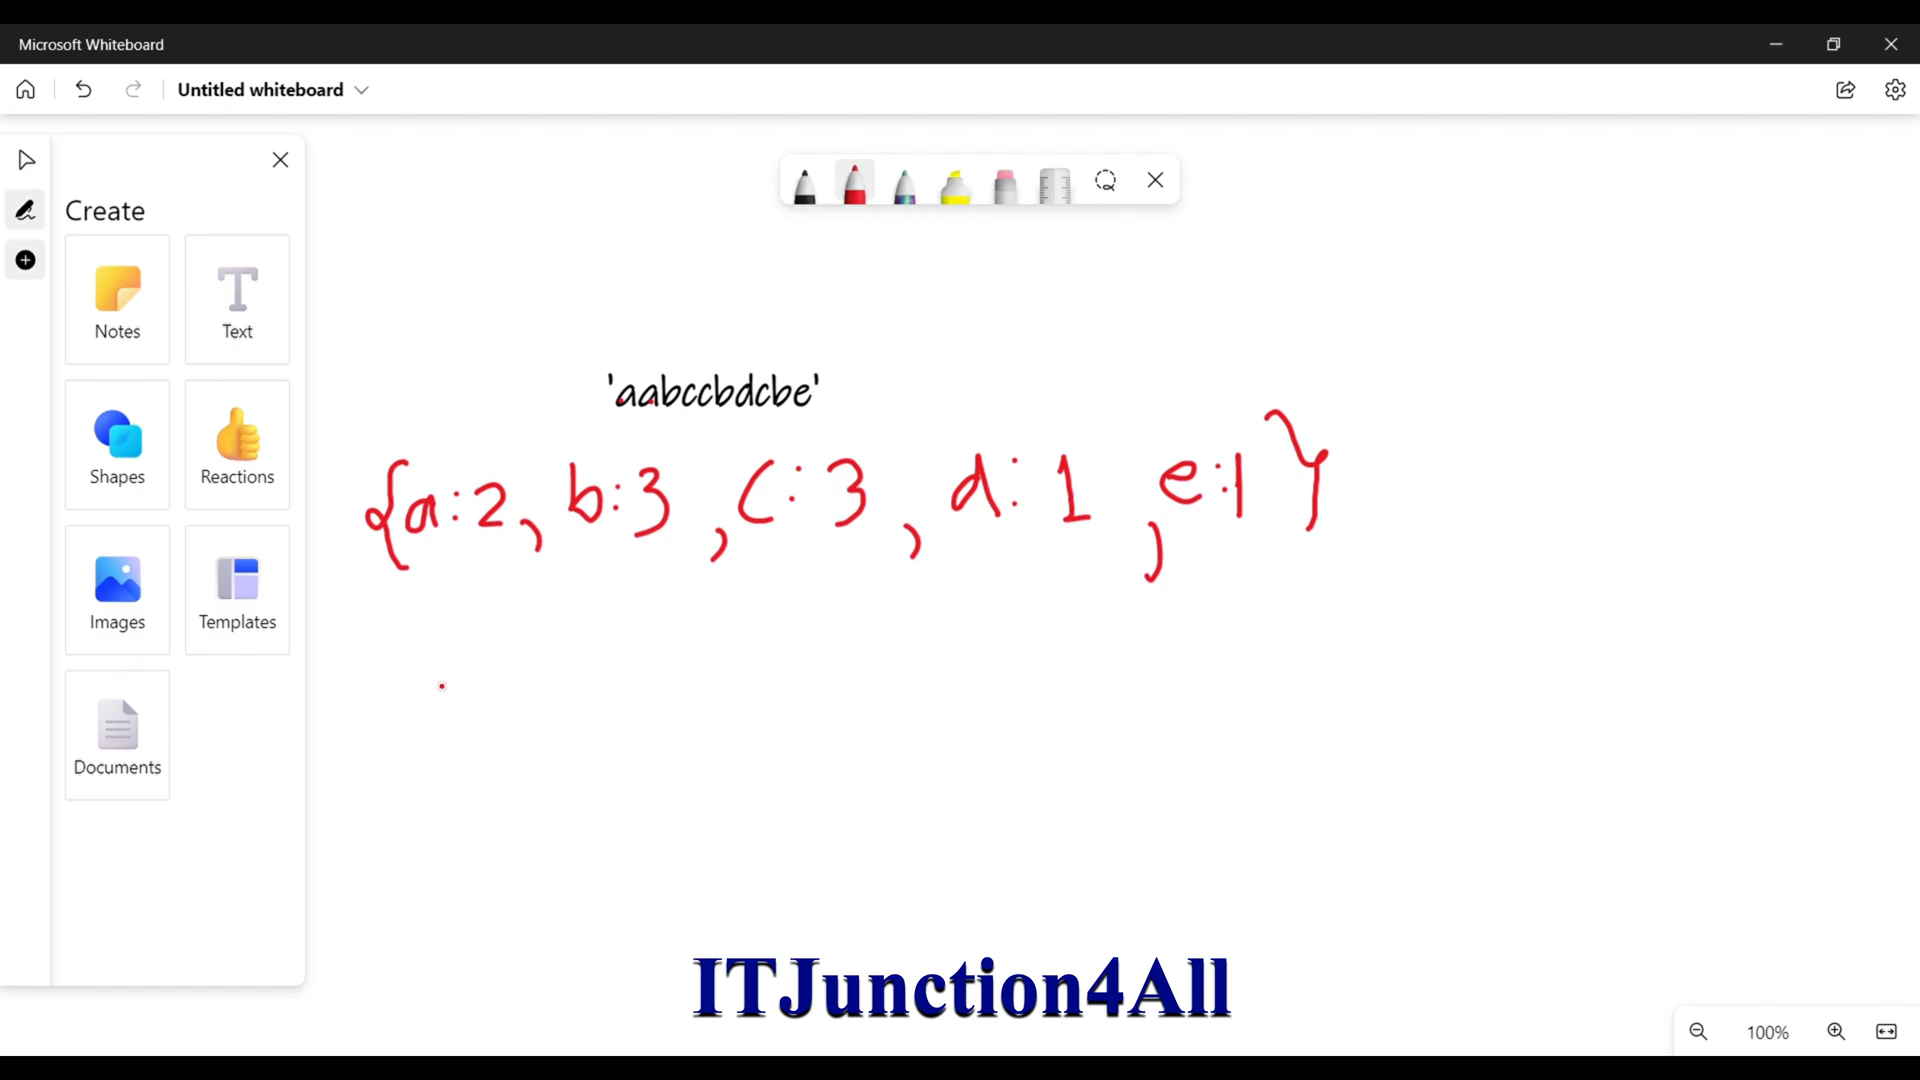 Microsoft Whiteboard
Untitled whiteboard
Create
Notes
Text
'aabccbdcbe'
{a:2, b:3, c:3, d:1, e:1}
Shapes
Reactions
Images
Templates
Documents
ITJunction4All
100%